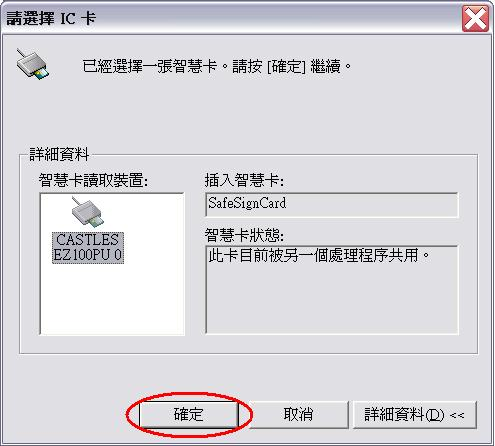 請選擇 IC 卡
已經選擇一張智慧卡。請按 [確定] 繼續。
詳細資料
智慧卡讀取裝置:
CASTLES
EZ100PU 0
插入智慧卡:
SafeSignCard
智慧卡狀態:
此卡目前被另一個處理程序共用。
確定
取消
詳細資料(D) <<